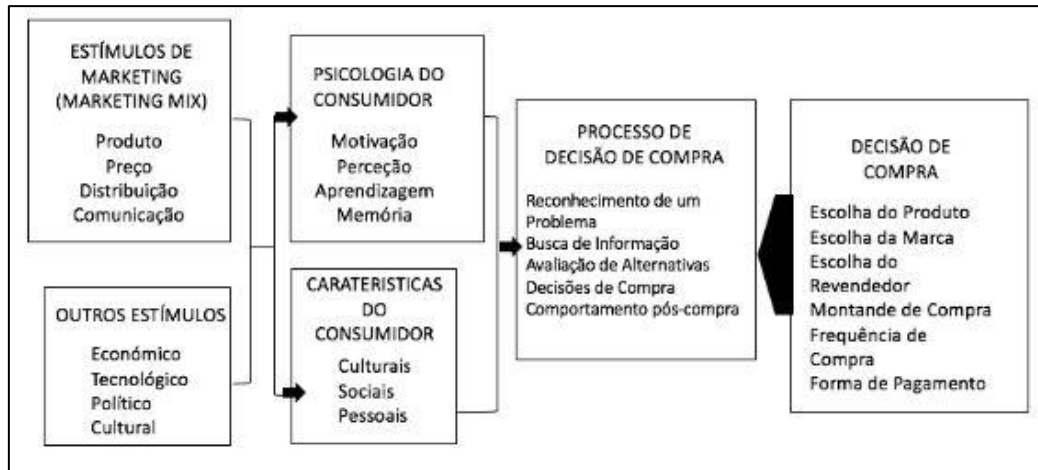 ESTÍMULOS DE
MARKETING
(MARKETING MIX)
Produto
Preço
Distribuição
Comunicação
OUTROS ESTÍMULOS
Económico
Tecnológico
Político
Cultural
PSICOLOGIA DO
CONSUMIDOR
Motivação
Perceção
Aprendizagem
Memória
CARATERISTICAS
DO
CONSUMIDOR
Culturais
Sociais
Pessoais
PROCESSO DE
DECISÃO DE COMPRA
Reconhecimento de um
Problema
Busca de Informação
Avaliação de Alternativas
Decisões de Compra
Comportamento pós-compra
DECISÃO DE
COMPRA
Escolha do Produto
Escolha da Marca
Escolha do
Revendedor
Montande de Compra
Frequência de
Compra
Forma de Pagamento